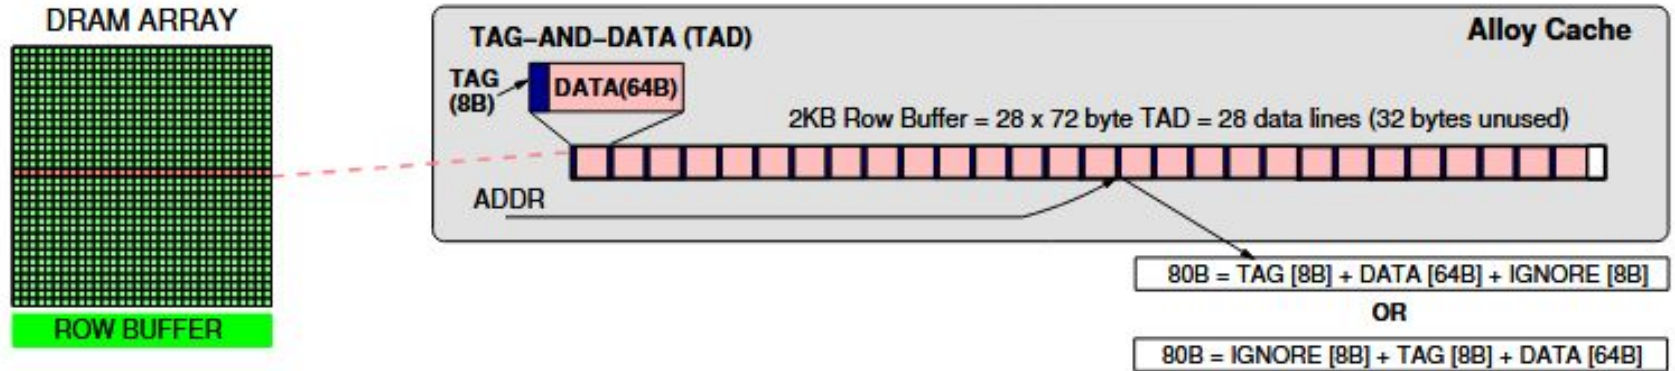 DRAM ARRAY
ROW BUFFER
Alloy Cache
TAG–AND–DATA (TAD)
TAG
(8B)
DATA(64B)
2KB Row Buffer = 28 x 72 byte TAD = 28 data lines (32 bytes unused)
ADDR
80B = TAG [8B] + DATA [64B] + IGNORE [8B]
OR
80B = IGNORE [8B] + TAG [8B] + DATA [64B]